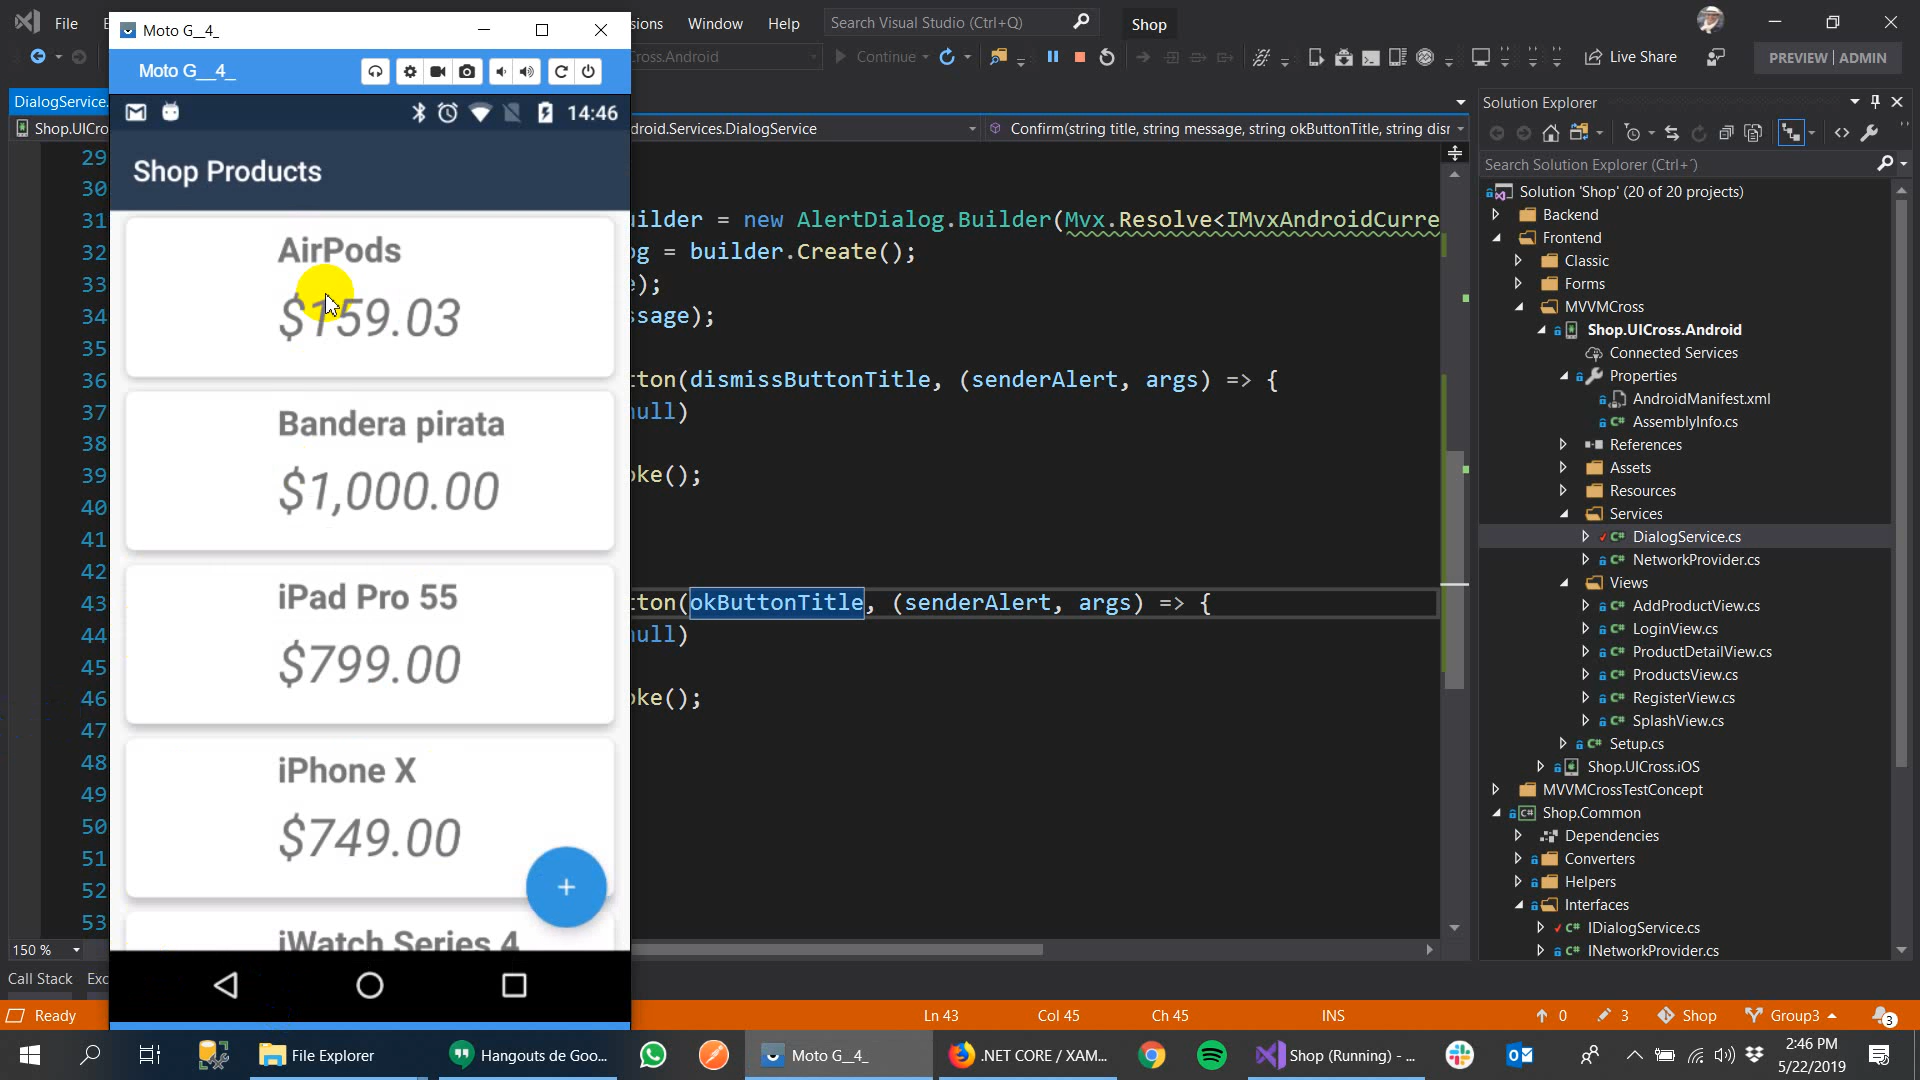 File
Window
Help
Search Visual Studio (Ctrl+Q)
Shop
Moto G__4_
Moto G__4_
Continue
Live Share
PREVIEW | ADMIN
14:46
Shop Products
AirPods
$159.03
Bandera pirata
$1,000.00
iPad Pro 55
$799.00
iPhone X
$749.00
iWatch Series 4
DialogService.
Shop.UICro
droid.Services.DialogService
Confirm(string title, string message, string okButtonTitle, string disr
29
30
31
uilder = new AlertDialog.Builder(Mvx.Resolve<IMvxAndroidCurre
32
og = builder.Create();
33
e);
34
ssage);
35
36
tton(dismissButtonTitle, (senderAlert, args) => {
37
null)
38
39
oke();
40
41
42
43
tton(okButtonTitle, (senderAlert, args) => {
44
null)
45
46
oke();
47
48
49
50
51
52
53
150 %
Call Stack
Exc
Solution Explorer
Search Solution Explorer (Ctrl+´)
Solution 'Shop' (20 of 20 projects)
Backend
Frontend
Classic
Forms
MVVMCross
Shop.UICross.Android
Connected Services
Properties
AndroidManifest.xml
AssemblyInfo.cs
References
Assets
Resources
Services
DialogService.cs
NetworkProvider.cs
Views
AddProductView.cs
LoginView.cs
ProductDetailView.cs
ProductsView.cs
RegisterView.cs
SplashView.cs
Setup.cs
Shop.UICross.iOS
MVVMCrossTestConcept
Shop.Common
Dependencies
Converters
Helpers
Interfaces
IDialogService.cs
INetworkProvider.cs
Ready
Ln 43
Col 45
Ch 45
INS
0
3
Shop
Group3
3
File Explorer
Hangouts de Goo...
Moto G__4_
.NET CORE / XAM...
Shop (Running) - ...
2:46 PM
5/22/2019